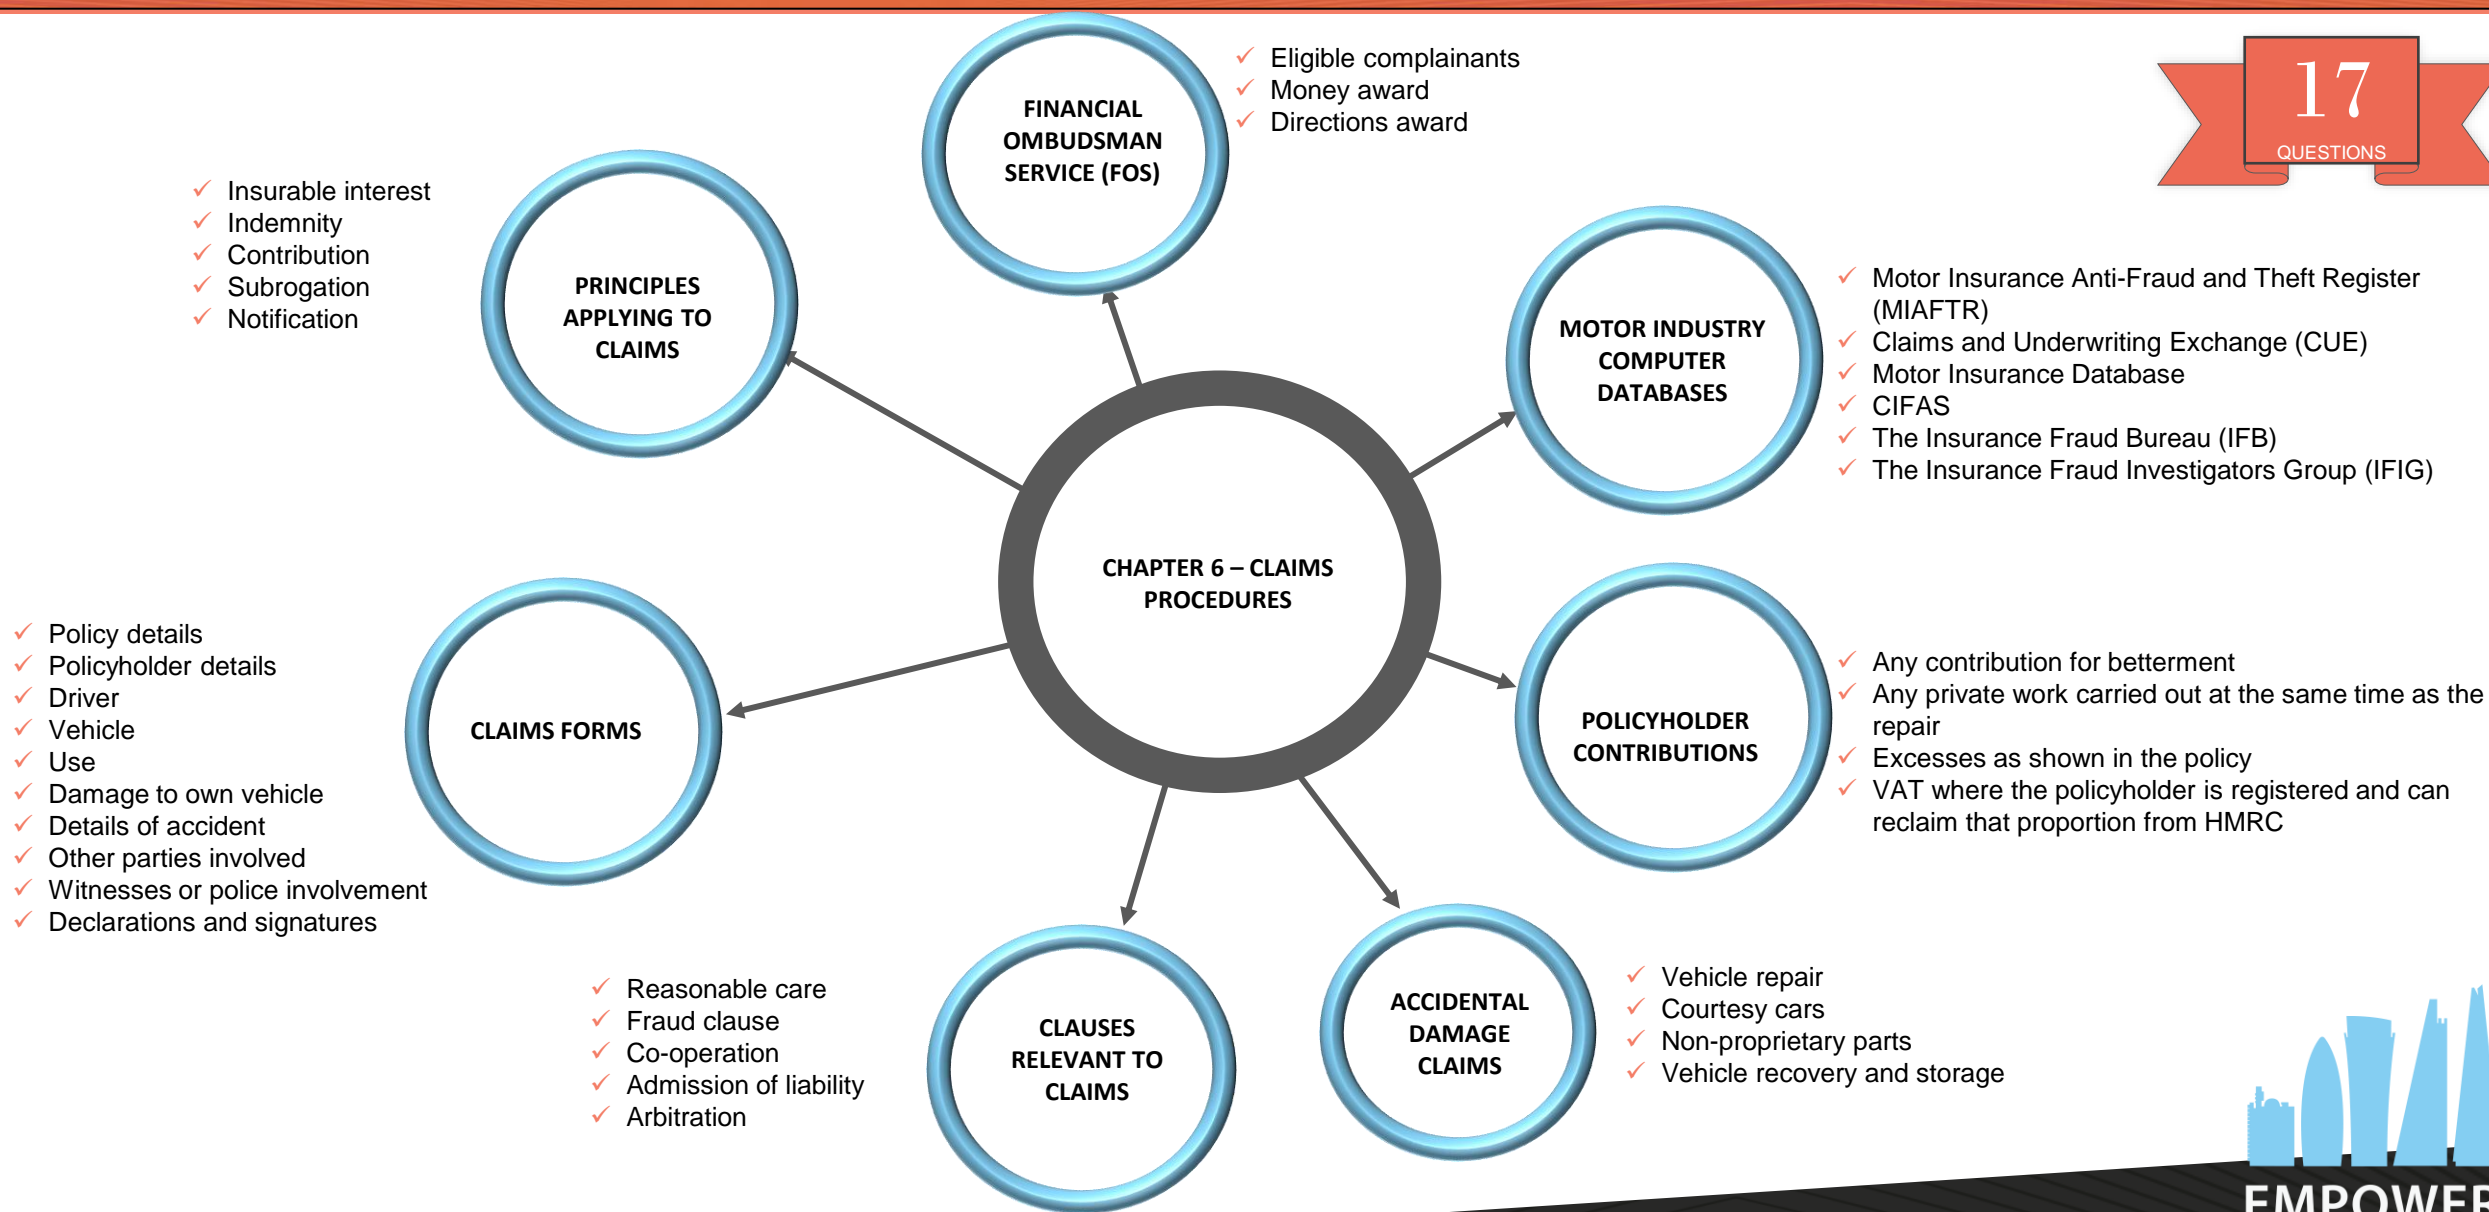 FINANCIAL
OMBUDSMAN
SERVICE (FOS)
✓ Eligible complainants
✓ Money award
✓ Directions award
17
QUESTIONS
✓ Insurable interest
✓ Indemnity
✓ Contribution
✓ Subrogation
✓ Notification
PRINCIPLES
APPLYING TO
CLAIMS
MOTOR INDUSTRY
COMPUTER
DATABASES
✓ Motor Insurance Anti-Fraud and Theft Register
(MIAFTR)
✓ Claims and Underwriting Exchange (CUE)
✓ Motor Insurance Database
✓ CIFAS
✓ The Insurance Fraud Bureau (IFB)
✓ The Insurance Fraud Investigators Group (IFIG)
CHAPTER 6 – CLAIMS
PROCEDURES
✓ Policy details
✓ Policyholder details
✓ Driver
✓ Vehicle
✓ Use
✓ Damage to own vehicle
✓ Details of accident
✓ Other parties involved
✓ Witnesses or police involvement
✓ Declarations and signatures
CLAIMS FORMS
POLICYHOLDER
CONTRIBUTIONS
✓ Any contribution for betterment
✓ Any private work carried out at the same time as the
repair
✓ Excesses as shown in the policy
✓ VAT where the policyholder is registered and can
reclaim that proportion from HMRC
✓ Reasonable care
✓ Fraud clause
✓ Co-operation
✓ Admission of liability
✓ Arbitration
CLAUSES
RELEVANT TO
CLAIMS
ACCIDENTAL
DAMAGE
CLAIMS
✓ Vehicle repair
✓ Courtesy cars
✓ Non-proprietary parts
✓ Vehicle recovery and storage
EMPOWER